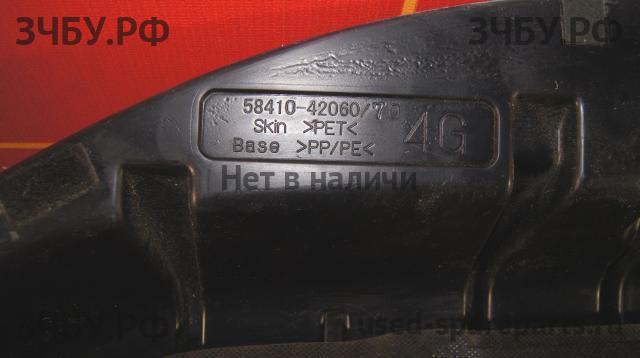 ЗЧБУ.РФ ЗЧБУ.РФ
58410-42060/70
Skin >PET<
Base >PP/PE<
4G
Нет в наличи
ЗЧБУ.РФ used-spareparts.ru